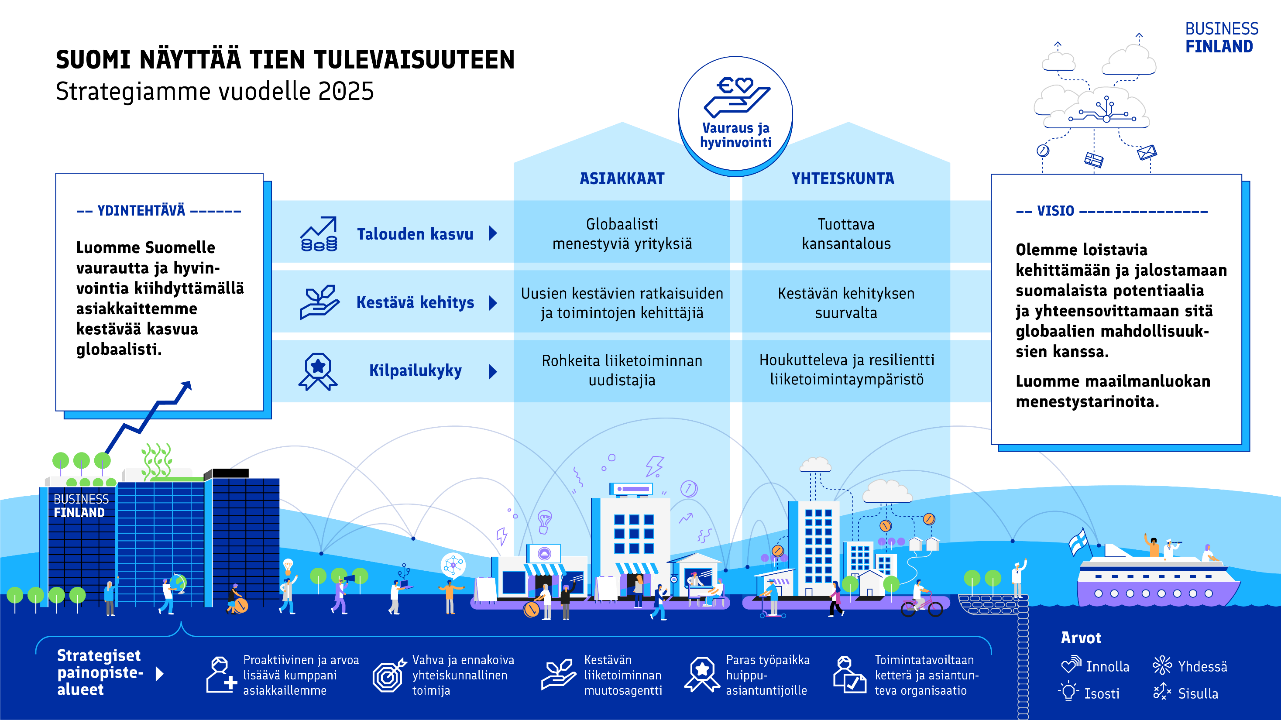 BUSINESS
FINLAND
SUOMI NÄYTTÄÄ TIEN TULEVAISUUTEEN
Strategiamme vuodelle 2025
€
Vauraus ja
hyvinvointi
ASIAKKAAT
YHTEISKUNTA
–– YDINTEHTÄVÀ ––––––
Luomme Suomelle
vaurautta ja hyvin-
vointia kiihdyttämällä
asiakkaittemme
kestävää kasvua
globaalisti.
Talouden kasvu
Globaalisti
menestyviä yrityksiä
Tuottava
kansantalous
Kestävä kehitys
Uusien kestävien ratkaisuiden
ja toimintojen kehittäjiä
Kestävän kehityksen
suurvalta
Kilpailukyky
Rohkeita liiketoiminnan
uudistajia
Houkutteleva ja resilientti
liiketoimintaympäristö
–– VISIO –––––––––––––––
Olemme loistavia
kehittämään ja jalostamaan
suomalaista potentiaalia
ja yhteensovittamaan sitä
globaalien mahdollisuuk-
sien kanssa.
Luomme maailmanluokan
menestystarinoita.
BUSINESS
FINLAND
Strategiset
painopiste-
alueet
Proaktiivinen ja arvoa
lisäävä kumppani
asiakkaillemme
Vahva ja ennakoiva
yhteiskunnallinen
toimija
Kestävän
liiketoiminnan
muutosagentti
Paras työpaikka
huippu-
asiantuntijoille
Toimintatavoiltaan
ketterä ja asiantun-
teva organisaatio
Arvot
Innolla
Yhdessä
Isosti
Sisulla